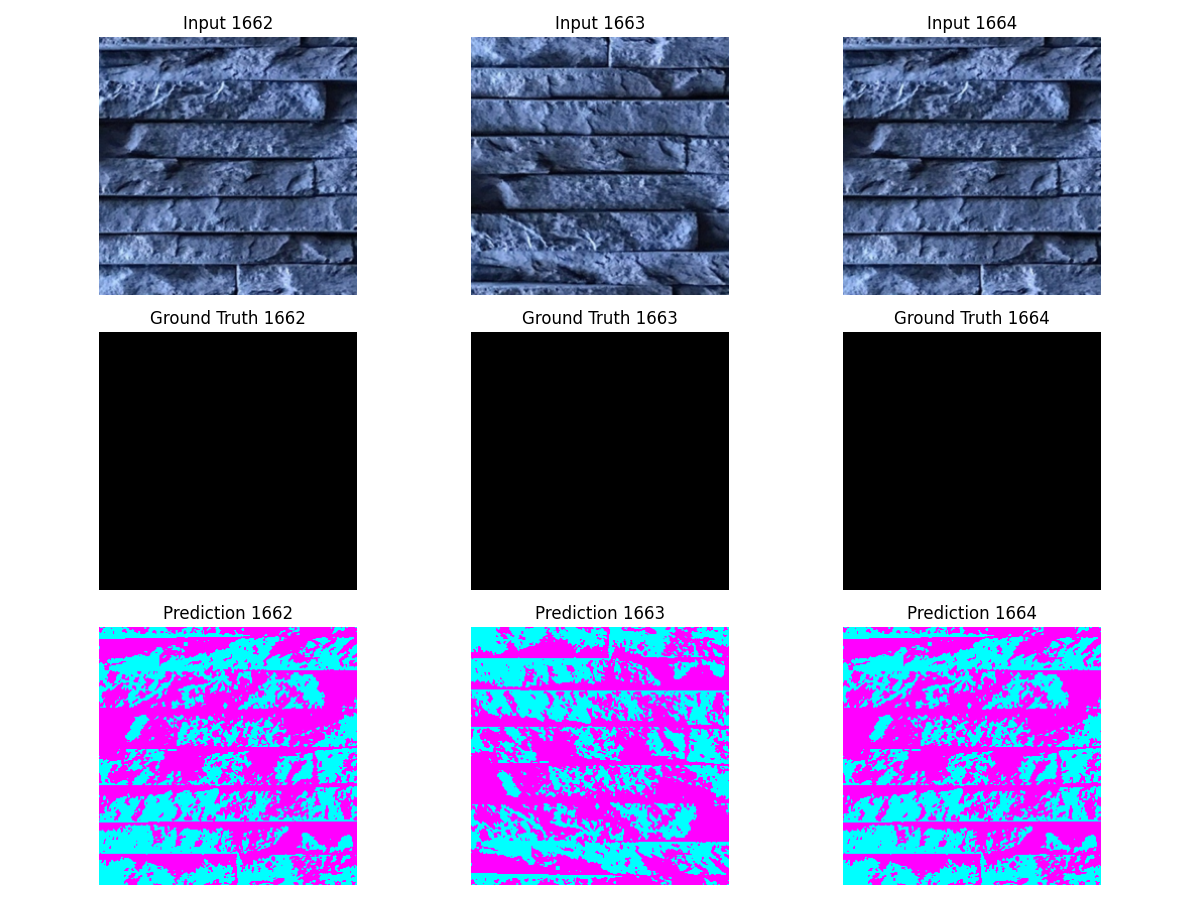 Input 1662
Input 1663
Input 1664
Ground Truth 1662
Ground Truth 1663
Ground Truth 1664
Prediction 1662
Prediction 1663
Prediction 1664